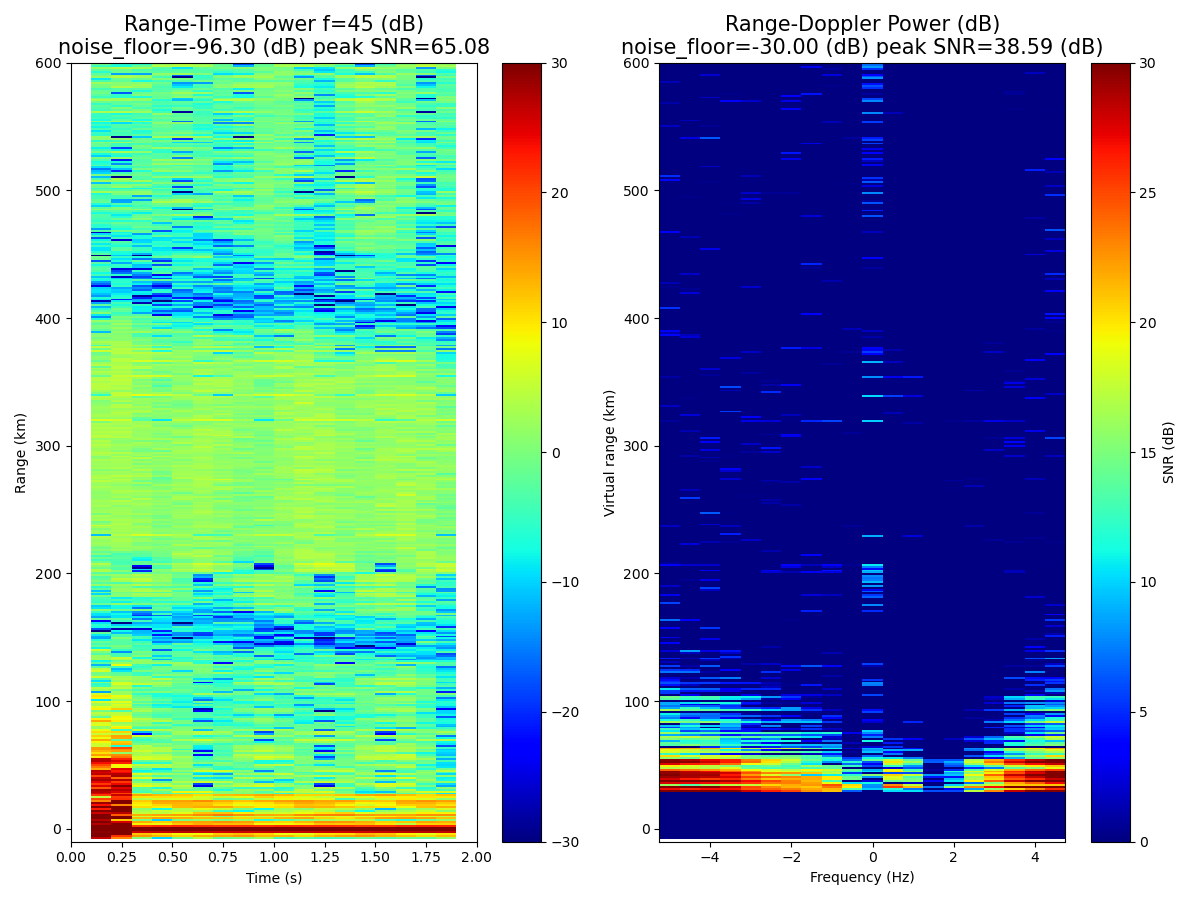 Range-Time Power f=45 (dB)
noise_floor=-96.30 (dB) peak SNR=65.08
Range (km)
600
500
400
300
200
100
0
0.00 0.25 0.50 0.75 1.00 1.25 1.50 1.75 2.00
Time (s)
30
20
10
0
−10
−20
−30
Range-Doppler Power (dB)
noise_floor=-30.00 (dB) peak SNR=38.59 (dB)
Virtual range (km)
600
500
400
300
200
100
0
−4 −2 0 2 4
Frequency (Hz)
30
25
20
15
10
5
0
SNR (dB)